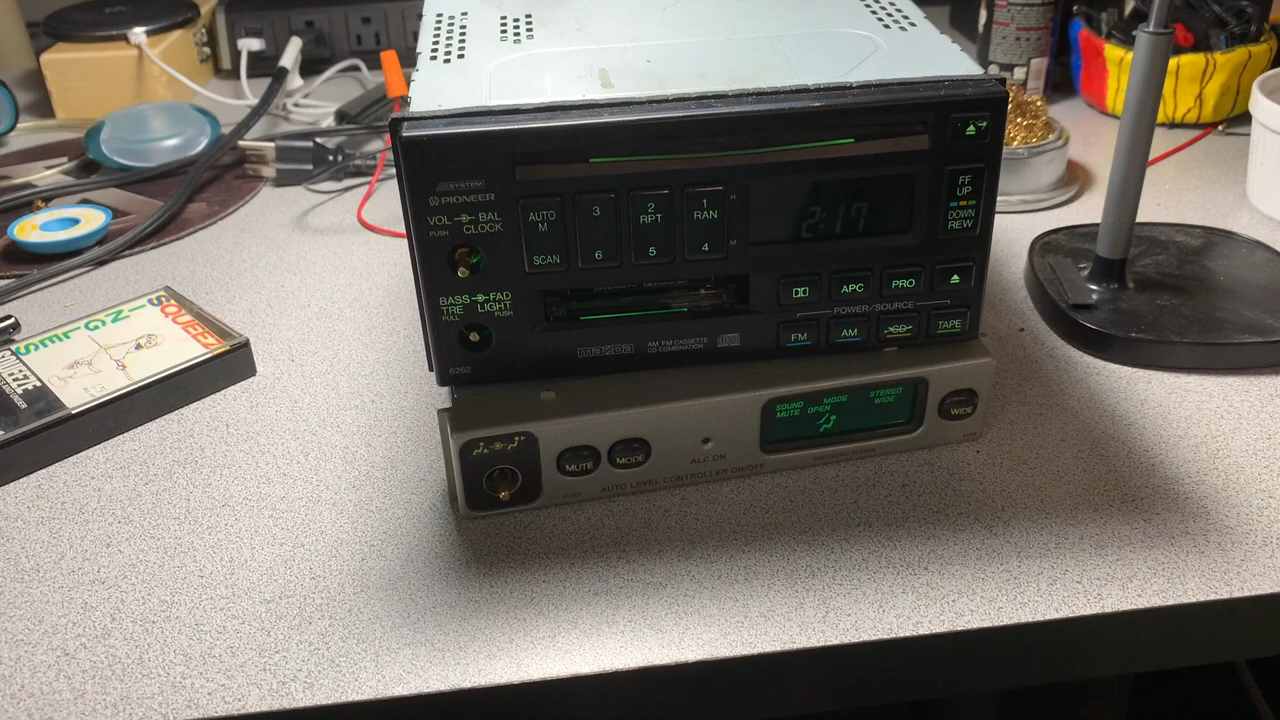 SYSTEM
PIONEER
VOL BAL
PUSH CLOCK
BASS FAD
TRE LIGHT
PULL PUSH
6262
AUTO
M
SCAN
3
6
2
RPT
5
1
RAN
4
H
M
2:17
FF
UP
DOWN
REW
APC
PRO
POWER/SOURCE
FM
AM
CD
TAPE
mazda
AM FM CASSETTE
CD COMBINATION
MUTE
MODE
ALC ON
AUTO LEVEL CONTROLLER ON/OFF
PUSH
SOUND MODE STEREO
MUTE OPEN WIDE
WIDE
SQUEEZE
SINGLES
SQUEEZE